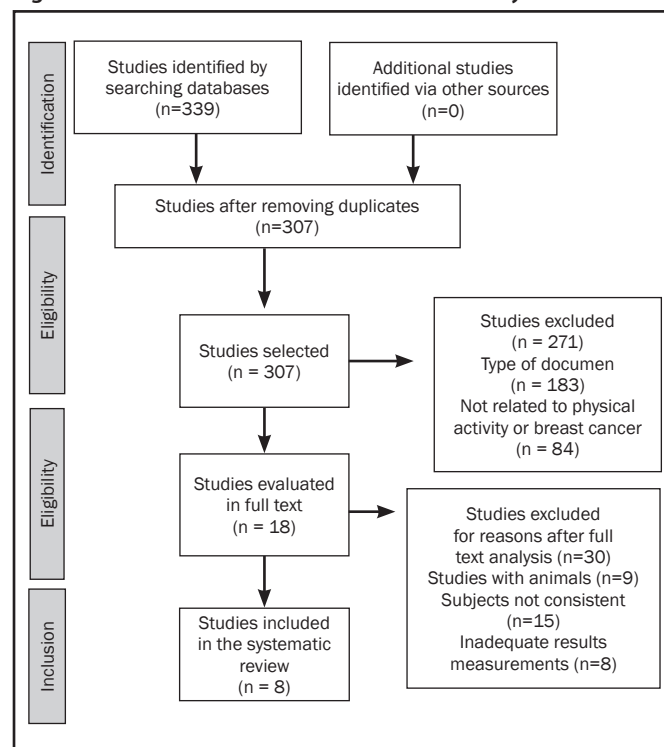 Identification
Studies identified by
searching databases
(n=339)
Additional studies
identified via other sources
(n=0)
Studies after removing duplicates
(n=307)
Eligibility
Studies selected
(n = 307)
Studies excluded
(n = 271)
Type of documen
(n = 183)
Not related to physical
activity or breast cancer
(n = 84)
Eligibility
Studies evaluated
in full text
(n = 18)
Studies excluded
for reasons after full
text analysis (n=30)
Studies with animals (n=9)
Subjects not consistent
(n=15)
Inadequate results
measurements (n=8)
Inclusion
Studies included
in the systematic
review
(n = 8)